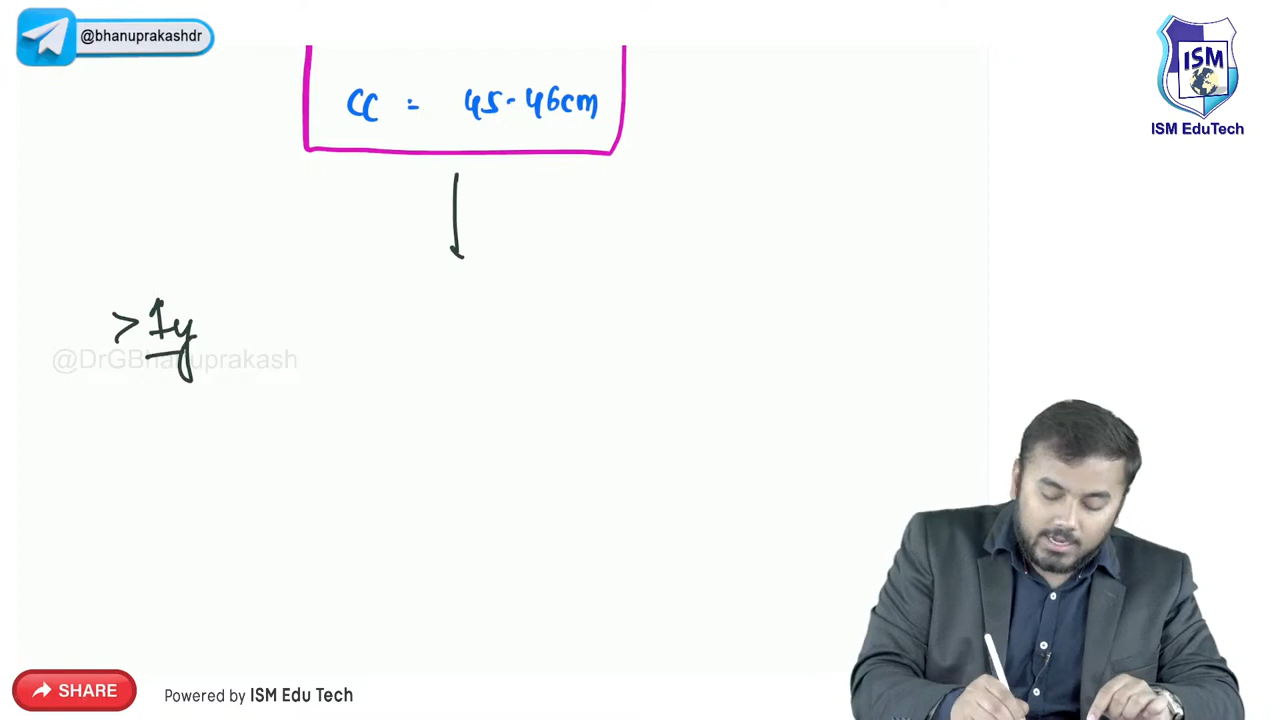 @bhanuprakashdr
ISM
ISM EduTech
CC = 45-46cm
> 1y
@DrGBhanuprakash
SHARE
Powered by ISM Edu Tech